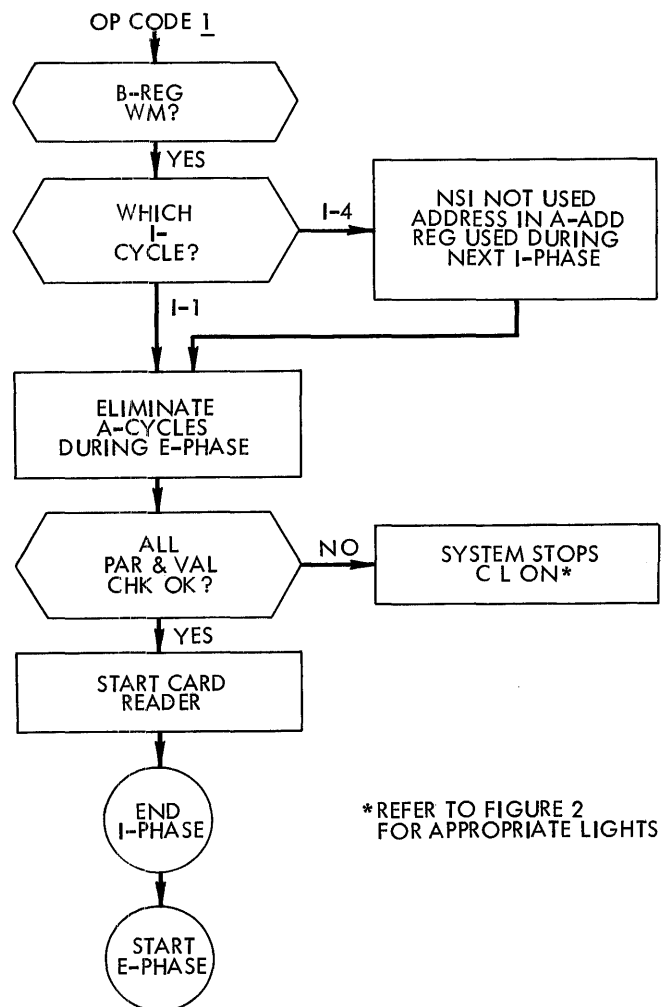 OP CODE 1
B-REG
WM?
YES
WHICH
I-
CYCLE?
I-4
NSI NOT USED
ADDRESS IN A-ADD
REG USED DURING
NEXT I-PHASE
I-1
ELIMINATE
A-CYCLES
DURING E-PHASE
ALL
PAR & VAL
CHK OK?
NO
SYSTEM STOPS
C L ON*
YES
START CARD
READER
END
I-PHASE
*REFER TO FIGURE 2
FOR APPROPRIATE LIGHTS
START
E-PHASE